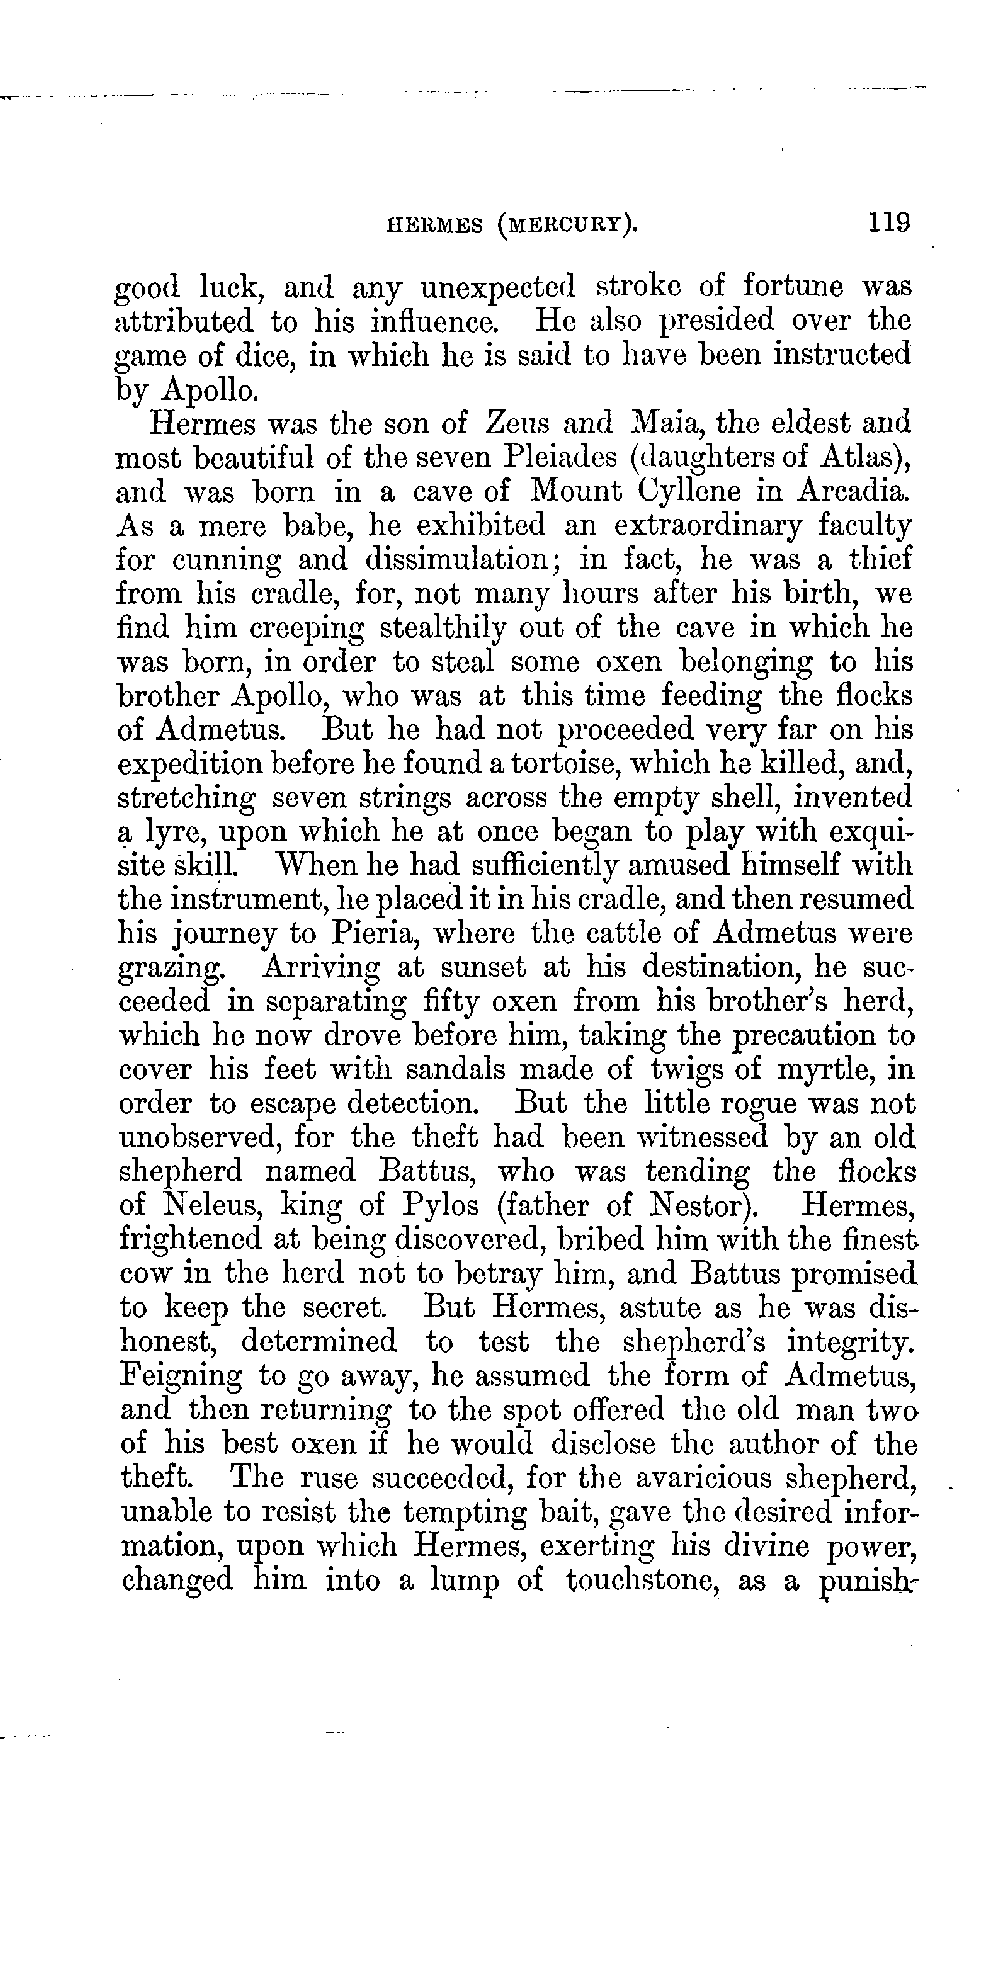 HERMES (MERCURY). 119
good luck, and any unexpected stroke of fortune was
attributed to his influence. He also presided over the
game of dice, in which he is said to have been instructed
by Apollo.
Hermes was the son of Zeus and Maia, the eldest and
most beautiful of the seven Pleiades (daughters of Atlas),
and was born in a cave of Mount Cyllene in Arcadia.
As a mere babe, he exhibited an extraordinary faculty
for cunning and dissimulation; in fact, he was a thief
from his cradle, for, not many hours after his birth, we
find him creeping stealthily out of the cave in which he
was born, in order to steal some oxen belonging to his
brother Apollo, who was at this time feeding the flocks
of Admetus. But he had not proceeded very far on his
expedition before he found a tortoise, which he killed, and,
stretching seven strings across the empty shell, invented
a lyre, upon which he at once began to play with exqui-
site skill. When he had sufficiently amused himself with
the instrument, he placed it in his cradle, and then resumed
his journey to Pieria, where the cattle of Admetus were
grazing. Arriving at sunset at his destination, he suc-
ceeded in separating fifty oxen from his brother's herd,
which he now drove before him, taking the precaution to
cover his feet with sandals made of twigs of myrtle, in
order to escape detection. But the little rogue was not
unobserved, for the theft had been witnessed by an old
shepherd named Battus, who was tending the flocks
of Neleus, king of Pylos (father of Nestor). Hermes,
frightened at being discovered, bribed him with the finest
cow in the herd not to betray him, and Battus promised
to keep the secret. But Hermes, astute as he was dis-
honest, determined to test the shepherd's integrity.
Feigning to go away, he assumed the form of Admetus,
and then returning to the spot offered the old man two
of his best oxen if he would disclose the author of the
theft. The ruse succeeded, for the avaricious shepherd,
unable to resist the tempting bait, gave the desired infor-
mation, upon which Hermes, exerting his divine power,
changed him into a lump of touchstone, as a punish-